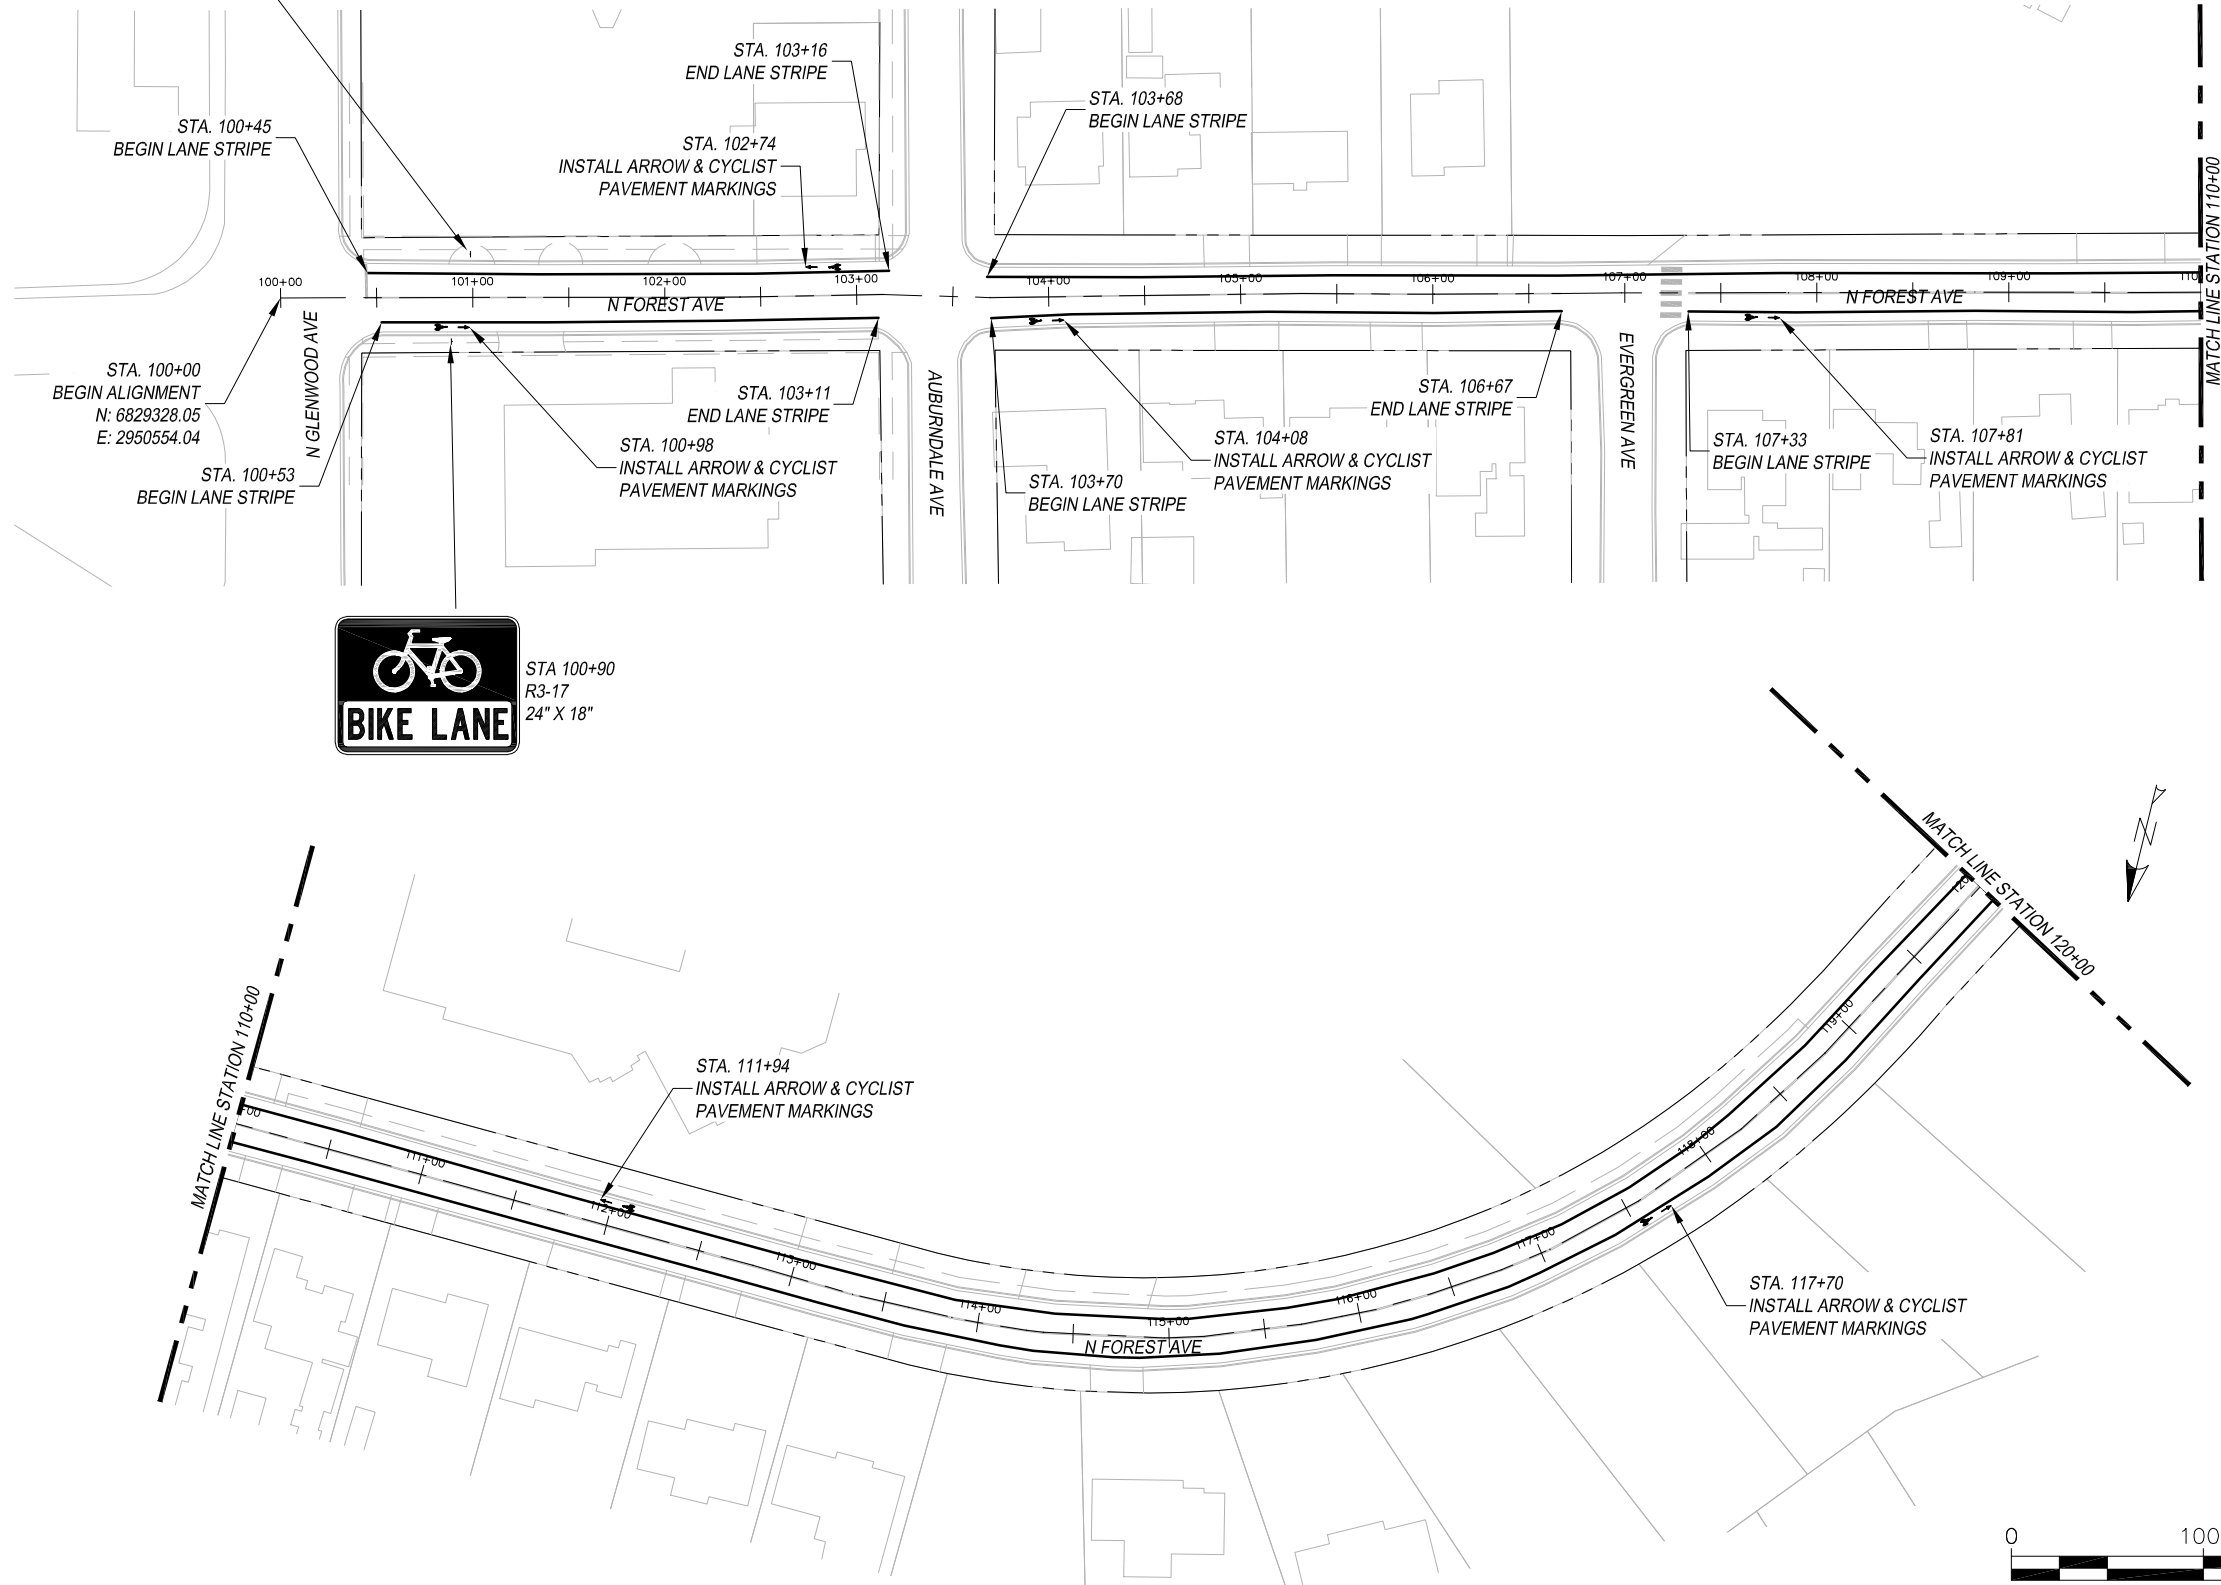 STA. 103+16
END LANE STRIPE
STA. 103+68
BEGIN LANE STRIPE
STA. 100+45
BEGIN LANE STRIPE
STA. 102+74
INSTALL ARROW & CYCLIST
PAVEMENT MARKINGS
MATCH LINE STATION 110+00
100+00
101+00
102+00
103+00
104+00
105+00
106+00
107+00
108+00
109+00
110
N FOREST AVE
N FOREST AVE
N GLENWOOD AVE
AUBURNDALE AVE
EVERGREEN AVE
STA. 100+00
BEGIN ALIGNMENT
N: 6829328.05
E: 2950554.04
STA. 100+53
BEGIN LANE STRIPE
STA. 103+11
END LANE STRIPE
STA. 100+98
INSTALL ARROW & CYCLIST
PAVEMENT MARKINGS
STA. 104+08
INSTALL ARROW & CYCLIST
PAVEMENT MARKINGS
STA. 103+70
BEGIN LANE STRIPE
STA. 106+67
END LANE STRIPE
STA. 107+33
BEGIN LANE STRIPE
STA. 107+81
INSTALL ARROW & CYCLIST
PAVEMENT MARKINGS
BIKE LANE
STA 100+90
R3-17
24" X 18"
MATCH LINE STATION 120+00
N
MATCH LINE STATION 110+00
STA. 111+94
INSTALL ARROW & CYCLIST
PAVEMENT MARKINGS
+00
111+00
112+00
113+00
114+00
115+00
116+00
117+00
118+00
119+00
N FOREST AVE
STA. 117+70
INSTALL ARROW & CYCLIST
PAVEMENT MARKINGS
0
100